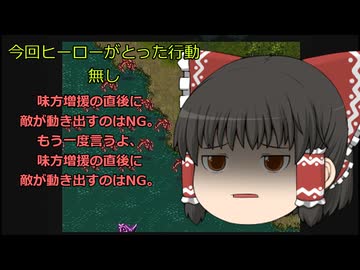 今回ヒーローがとった行動
無し
味方増援の直後に
敵が動き出すのはNG。
もう一度言うよ、
味方増援の直後に
敵が動き出すのはNG。